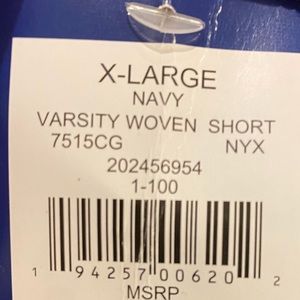 X-LARGE
NAVY
VARSITY WOVEN SHORT
7515CG NYX
202456954
1-100
1 94257 00620 2
MSRP